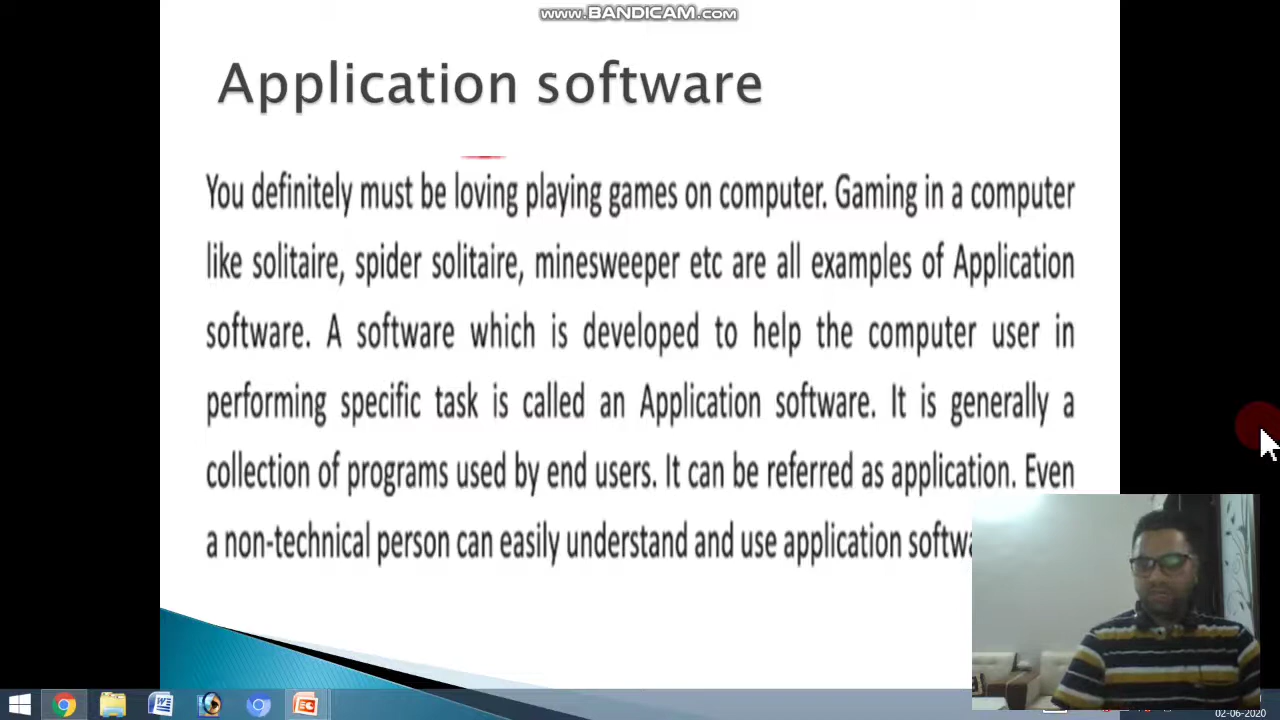 www.BANDICAM.com
Application software
You definitely must be loving playing games on computer. Gaming in a computer
like solitaire, spider solitaire, minesweeper etc are all examples of Application
software. A software which is developed to help the computer user in
performing specific task is called an Application software. It is generally a
collection of programs used by end users. It can be referred as application. Even
a non-technical person can easily understand and use application
02-06-2020